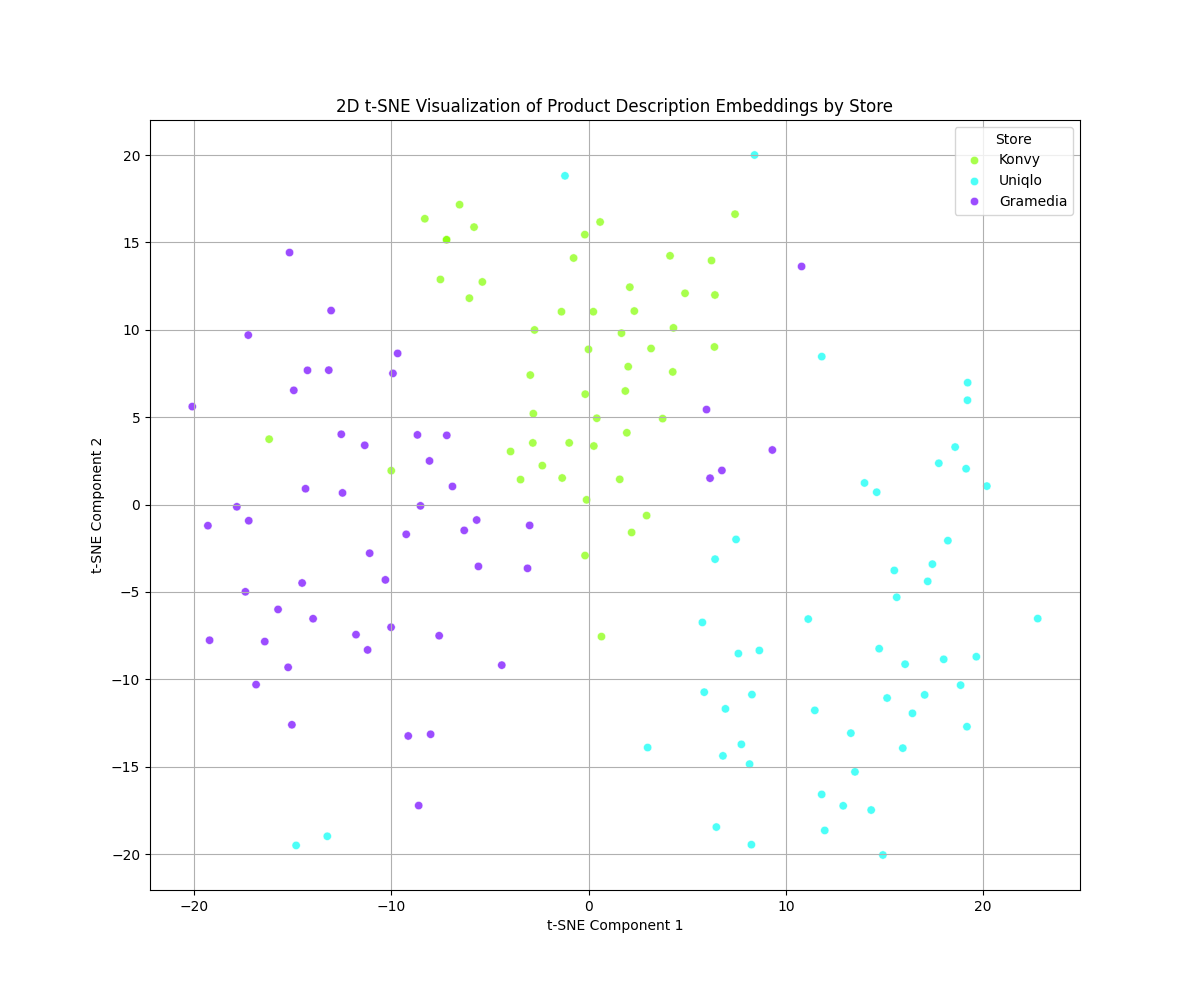 2D t-SNE Visualization of Product Description Embeddings by Store
Store
Konvy
Uniqlo
Gramedia
20
15
10
5
0
−5
−10
−15
−20
t-SNE Component 2
−20
−10
0
10
20
t-SNE Component 1